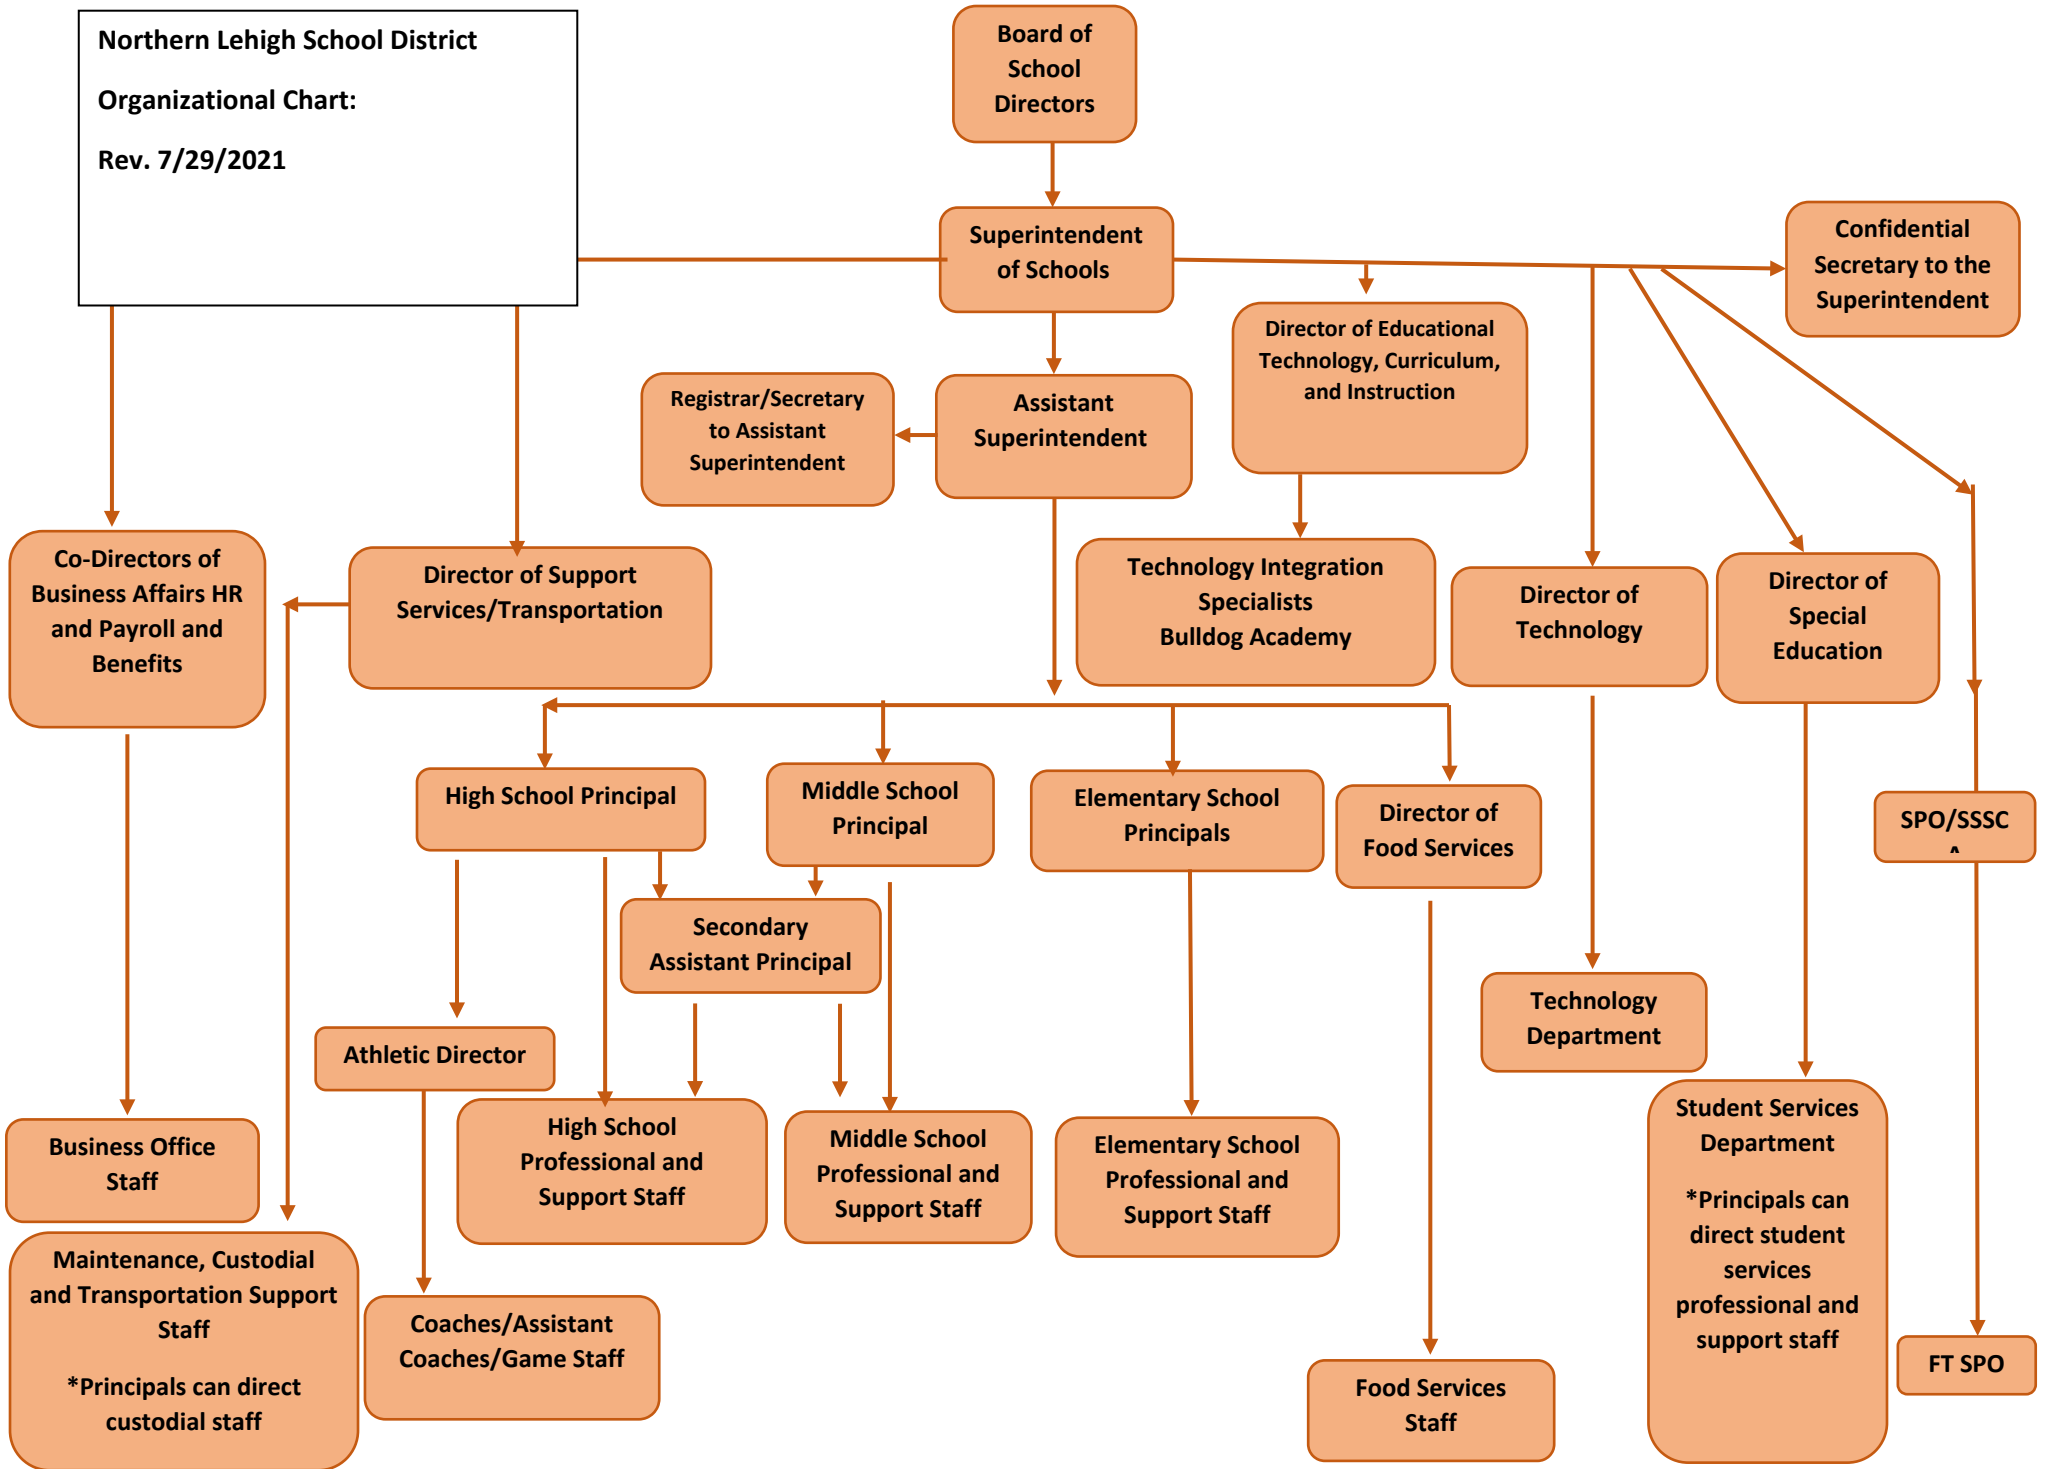 Northern Lehigh School District
Organizational Chart:
Rev. 7/29/2021
Board of
School
Directors
Superintendent
of Schools
Confidential
Secretary to the
Superintendent
Director of Educational
Technology, Curriculum,
and Instruction
Registrar/Secretary
to Assistant
Superintendent
Assistant
Superintendent
Co-Directors of
Business Affairs HR
and Payroll and
Benefits
Director of Support
Services/Transportation
Technology Integration
Specialists
Bulldog Academy
Director of
Technology
Director of
Special
Education
High School Principal
Middle School
Principal
Elementary School
Principals
Director of
Food Services
SPO/SSSC
A
Secondary
Assistant Principal
Technology
Department
Athletic Director
High School
Professional and
Support Staff
Middle School
Professional and
Support Staff
Elementary School
Professional and
Support Staff
Student Services
Department
*Principals can
direct student
services
professional and
support staff
Business Office
Staff
Maintenance, Custodial
and Transportation Support
Staff
*Principals can direct
custodial staff
Coaches/Assistant
Coaches/Game Staff
Food Services
Staff
FT SPO